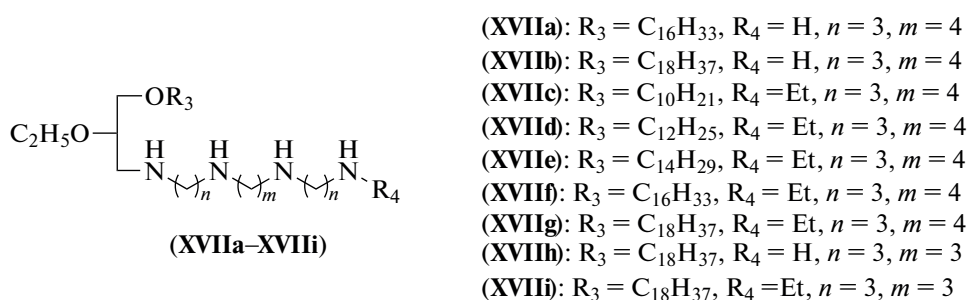 OR₃
C₂H₅O
H H H H
N N N N
( )n ( )m ( )n R₄
(XVIIa–XVIIi)
(XVIIa): R₃ = C₁₆H₃₃, R₄ = H, n = 3, m = 4
(XVIIb): R₃ = C₁₈H₃₇, R₄ = H, n = 3, m = 4
(XVIIc): R₃ = C₁₀H₂₁, R₄ =Et, n = 3, m = 4
(XVIId): R₃ = C₁₂H₂₅, R₄ = Et, n = 3, m = 4
(XVIIe): R₃ = C₁₄H₂₉, R₄ = Et, n = 3, m = 4
(XVIIf): R₃ = C₁₆H₃₃, R₄ = Et, n = 3, m = 4
(XVIIg): R₃ = C₁₈H₃₇, R₄ = Et, n = 3, m = 4
(XVIIh): R₃ = C₁₈H₃₇, R₄ = H, n = 3, m = 3
(XVIIi): R₃ = C₁₈H₃₇, R₄ =Et, n = 3, m = 3